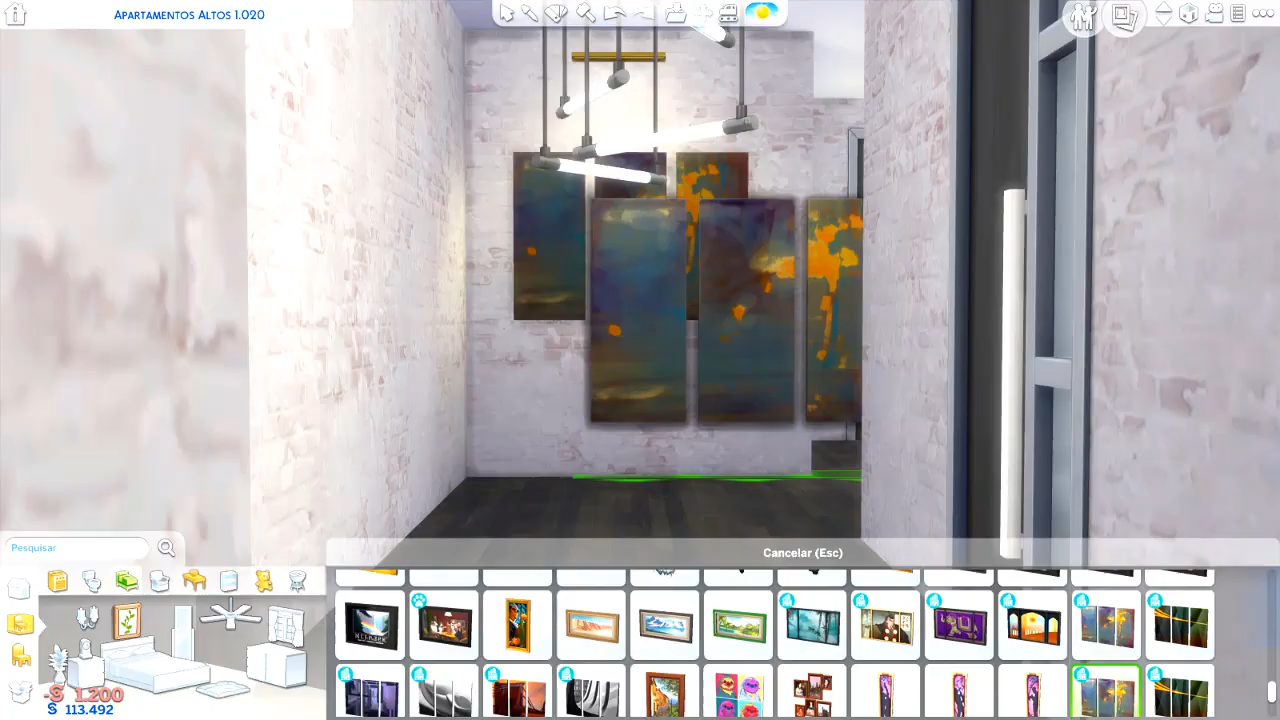 Apartamentos Altos 1.020
Cancelar (Esc)
Pesquisar
-§ 1.200
§ 113.492